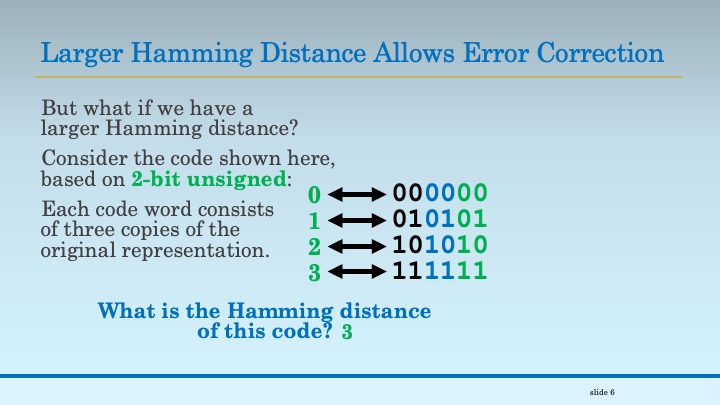 Larger Hamming Distance Allows Error Correction
But what if we have a
larger Hamming distance?
Consider the code shown here,
based on 2-bit unsigned:
Each code word consists
of three copies of the
original representation.
0 000000
1 010101
2 101010
3 111111
What is the Hamming distance
of this code? 3
slide 6